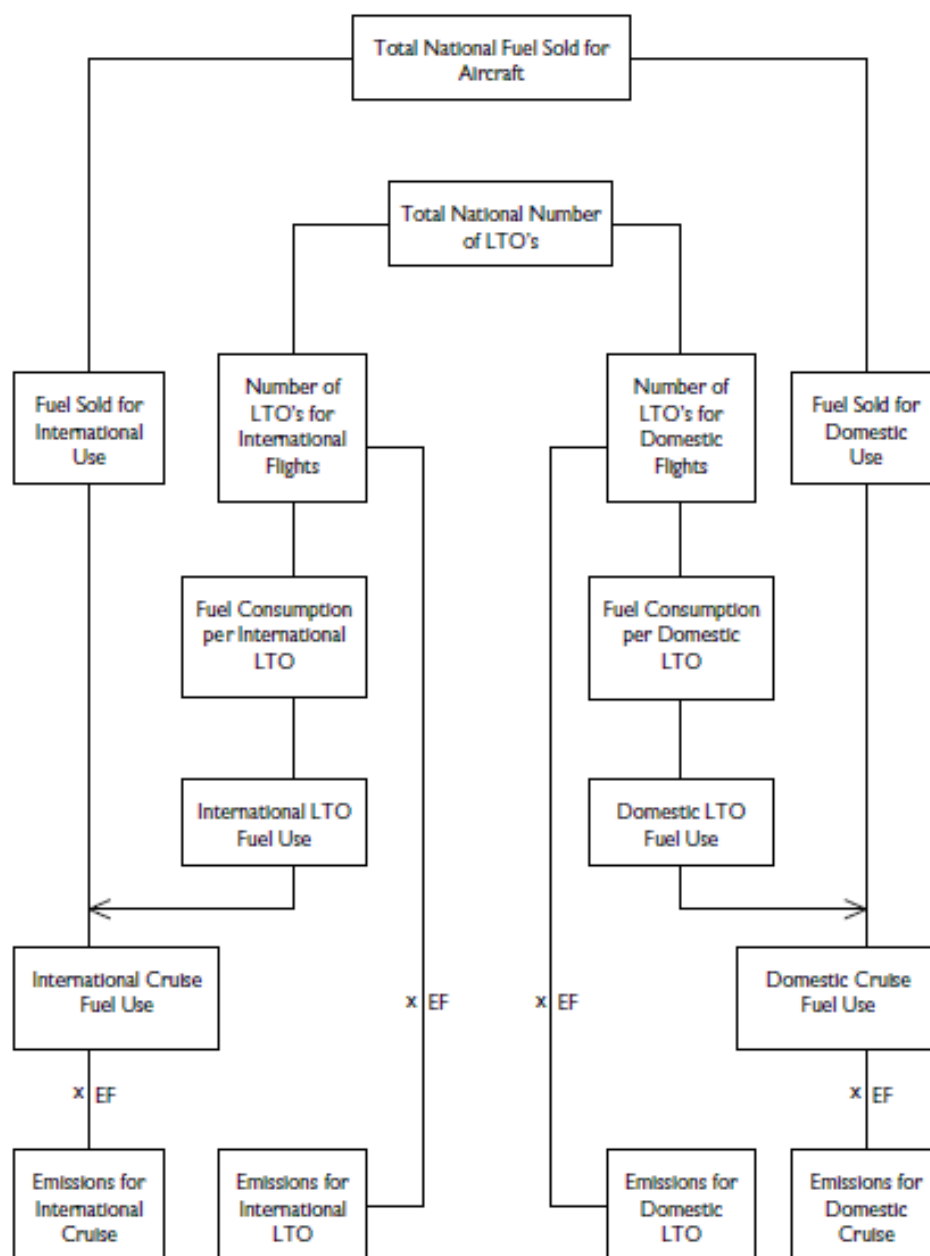 Total National Fuel Sold for
Aircraft
Total National Number
of LTO's
Fuel Sold for
International
Use
Number of
LTO's for
International
Flights
Number of
LTO's for
Domestic
Flights
Fuel Sold for
Domestic
Use
Fuel Consumption
per International
LTO
Fuel Consumption
per Domestic
LTO
International LTO
Fuel Use
Domestic LTO
Fuel Use
International Cruise
Fuel Use
x EF
x EF
Domestic Cruise
Fuel Use
x EF
x EF
Emissions for
International
Cruise
Emissions for
International
LTO
Emissions for
Domestic
LTO
Emissions for
Domestic
Cruise